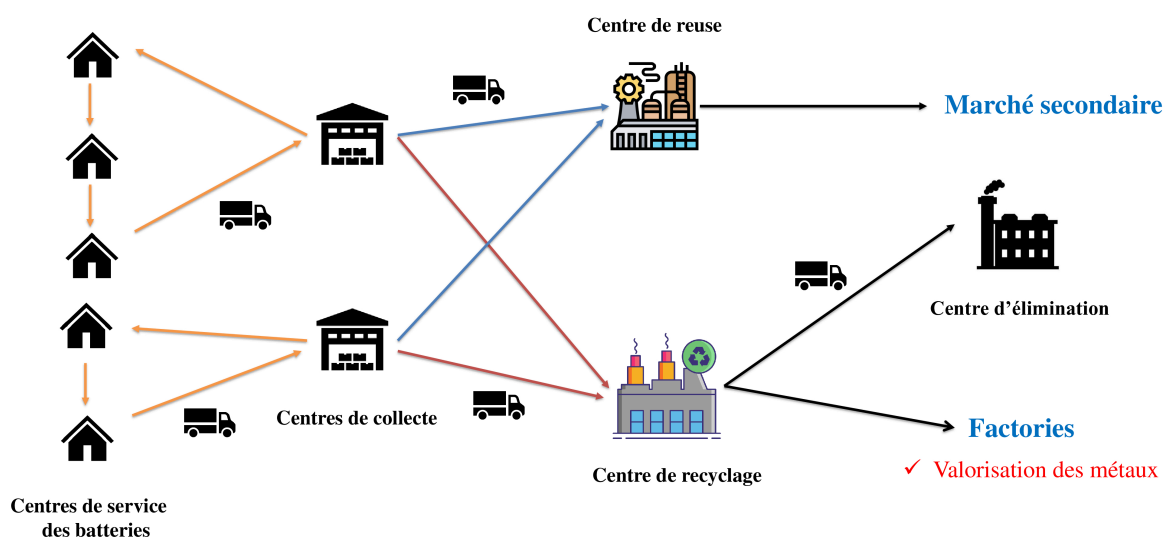 Centre de reuse
Marché secondaire
Centre d’élimination
Centres de collecte
Factories
✓ Valorisation des métaux
Centre de recyclage
Centres de service
des batteries